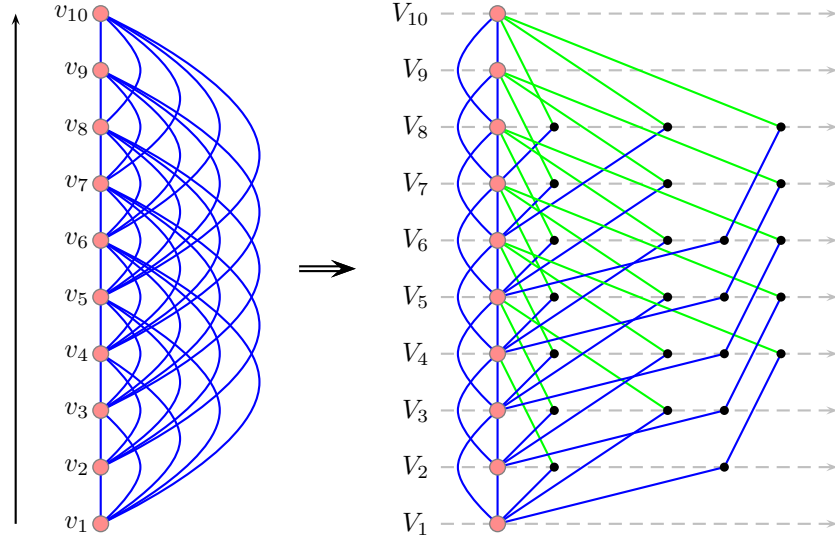 v₁₀ V₁₀
v₉ V₉
v₈ V₈
v₇ V₇
v₆ V₆
v₅ V₅
v₄ V₄
v₃ V₃
v₂ V₂
v₁ V₁